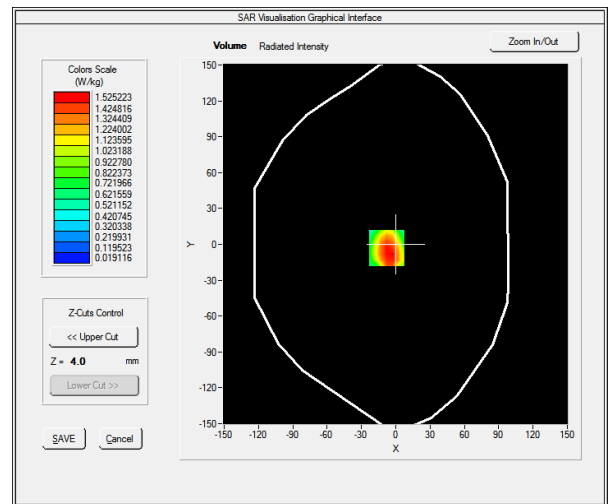 SAR Visualisation Graphical Interface
Volume Radiated Intensity
Zoom In/Out
Colors Scale
(W/kg)
1.525223
1.424816
1.324409
1.224002
1.123595
1.023188
0.922780
0.822373
0.721966
0.621559
0.521152
0.420745
0.320338
0.219931
0.119523
0.019116
Z-Cuts Control
<< Upper Cut
Z = 4.0 mm
Lower Cut >>
SAVE Cancel
150
120
90
60
30
0
-30
-60
-90
-120
-150
Y
-150 -120 -90 -60 -30 0 30 60 90 120 150
X